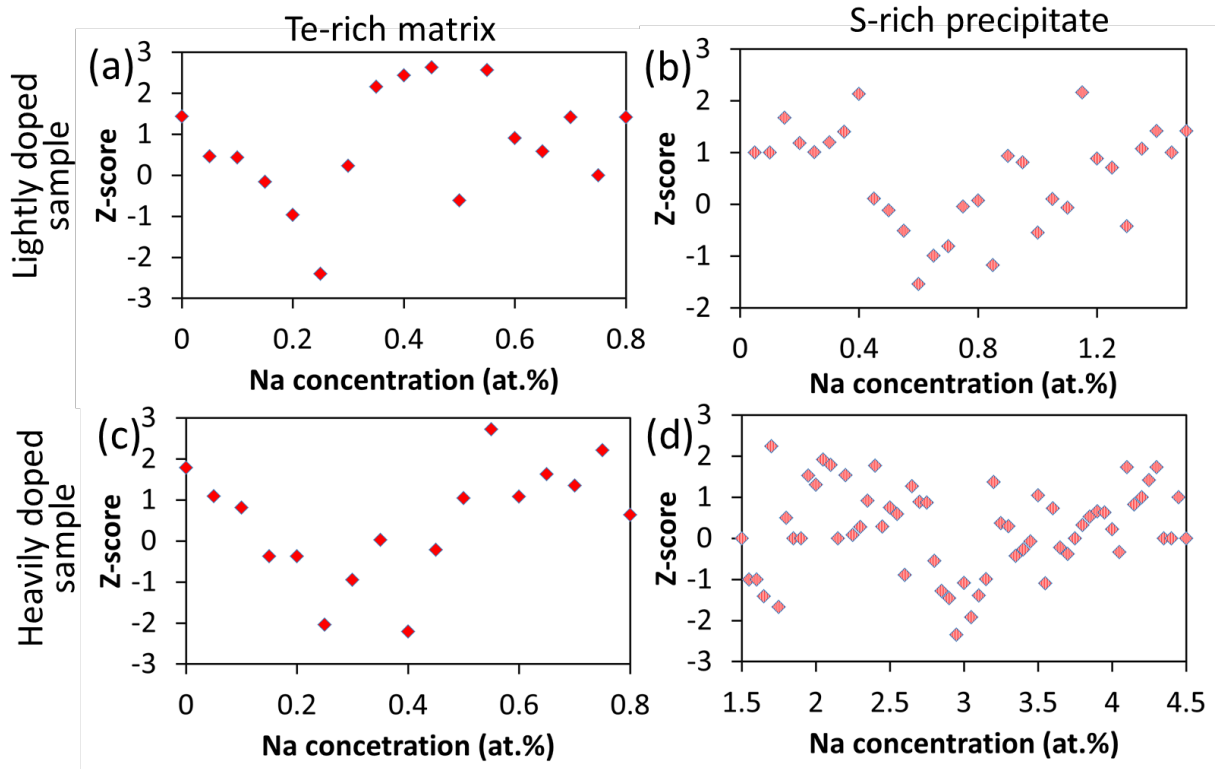 Te-rich matrix
S-rich precipitate
Lightly doped
sample
(a)
Z-score
3
2
1
0
-1
-2
-3
0 0.2 0.4 0.6 0.8
Na concentration (at.%)
(b)
Z-score
3
2
1
0
-1
-2
0 0.4 0.8 1.2
Na concentration (at.%)
Heavily doped
sample
(c)
Z-score
3
2
1
0
-1
-2
-3
0 0.2 0.4 0.6 0.8
Na concetration (at.%)
(d)
Z-score
3
2
1
0
-1
-2
-3
1.5 2 2.5 3 3.5 4 4.5
Na concentration (at.%)